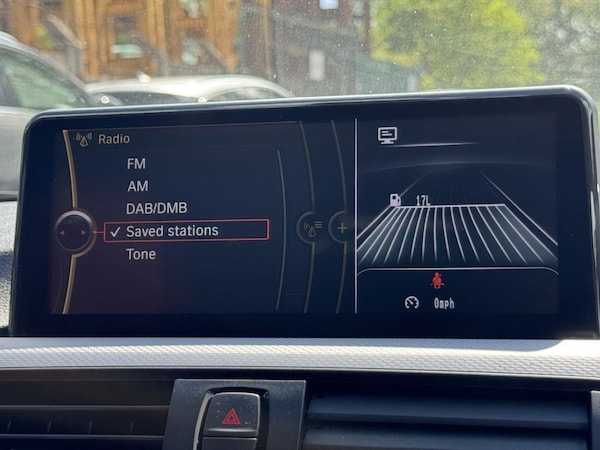 Radio
FM
AM
DAB/DMB
✓ Saved stations
Tone
17L
0mph